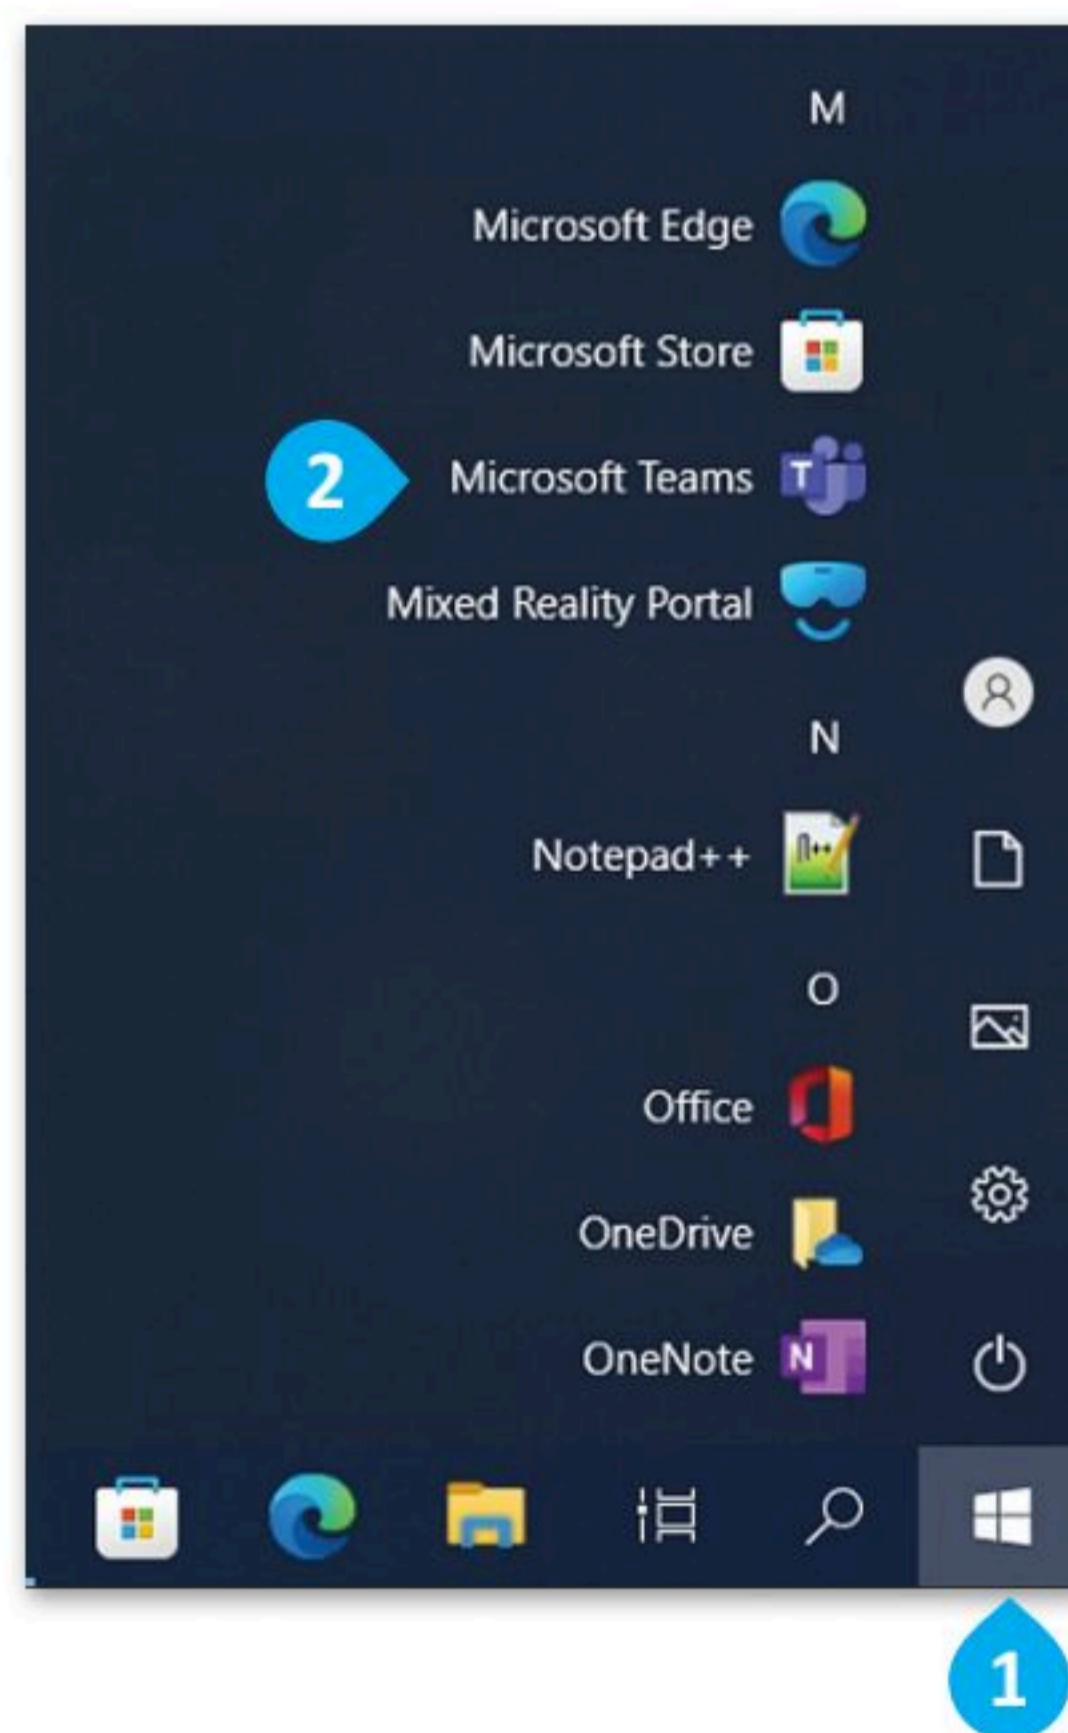 M
Microsoft Edge
Microsoft Store
2
Microsoft Teams
T
Mixed Reality Portal
N
Notepad++
n++
O
Office
OneDrive
OneNote
N
1